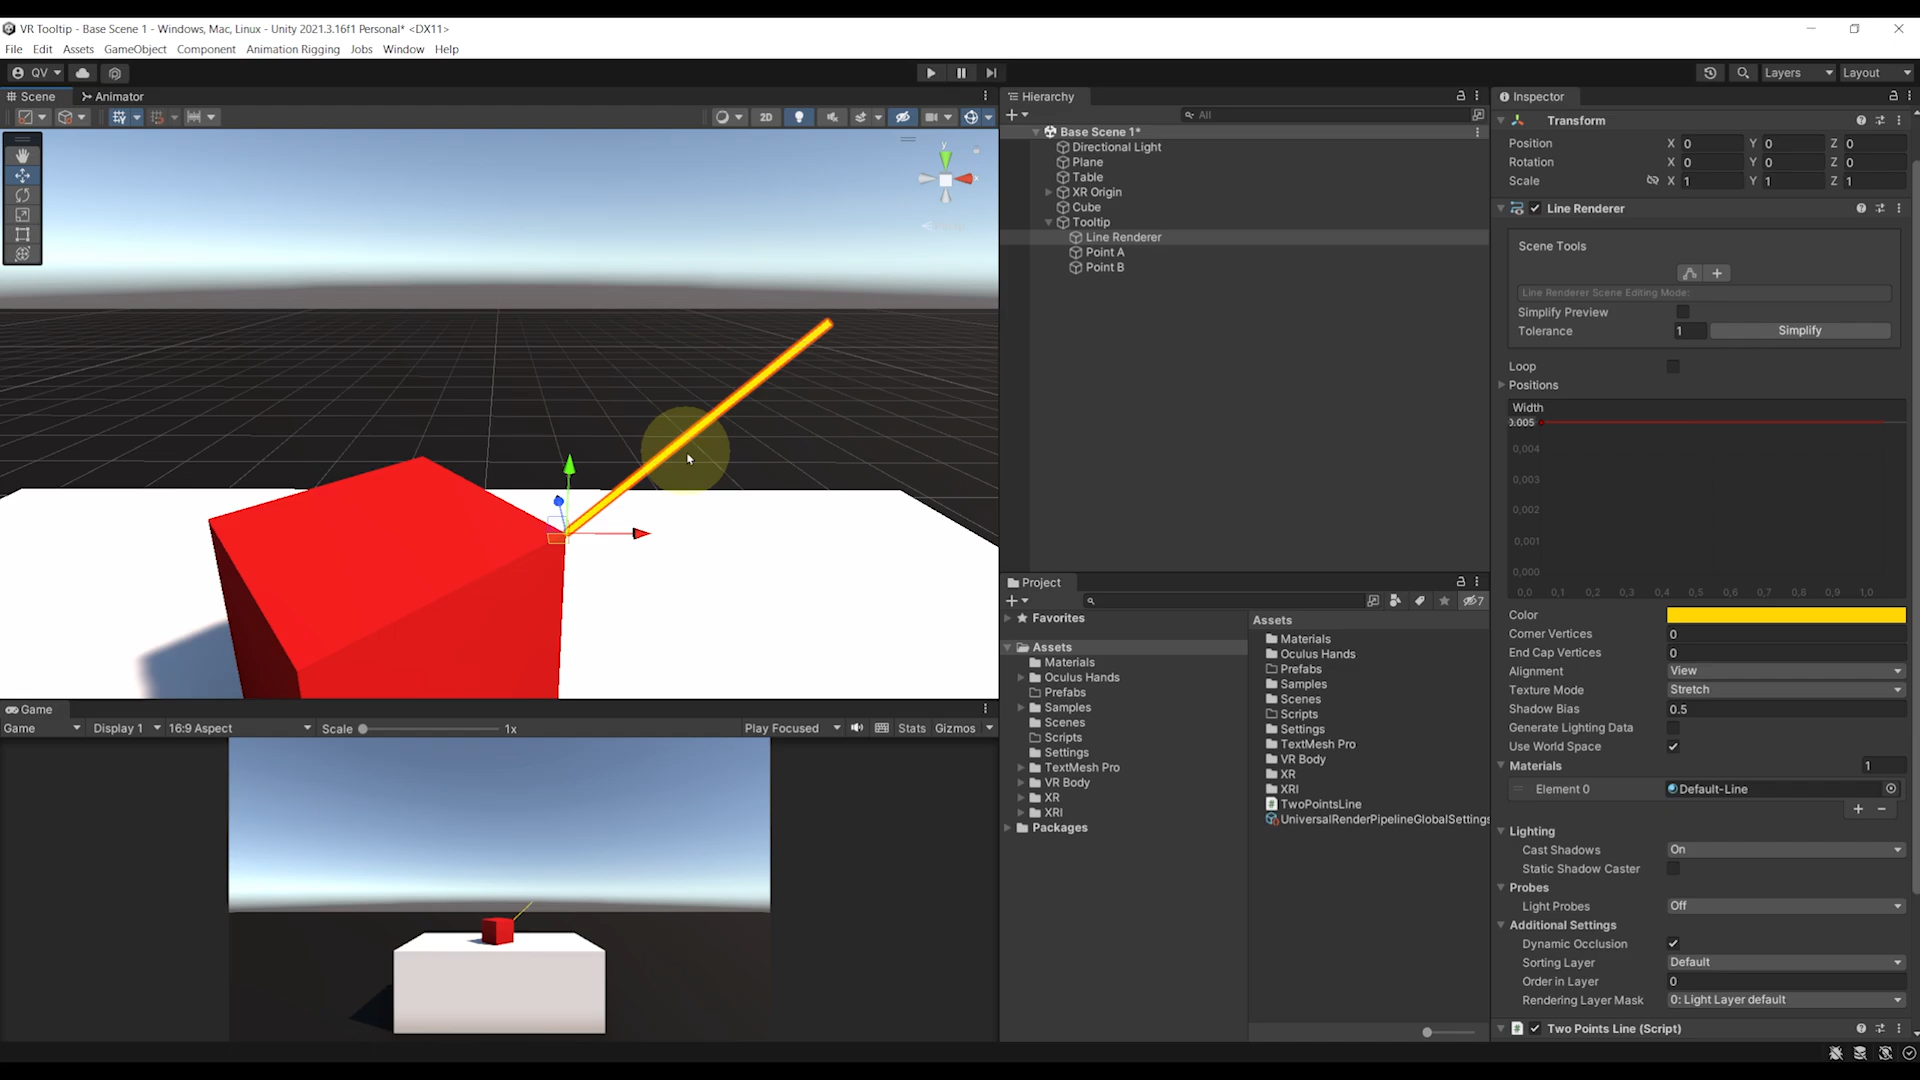 VR Tooltip - Base Scene 1 - Windows, Mac, Linux - Unity 2021.3.16f1 Personal* <DX11>
File Edit Assets GameObject Component Animation Rigging Jobs Window Help
QV Layers Layout
Scene Animator
2D
y
x
Hierarchy
All
Base Scene 1*
Directional Light
Plane
Table
XR Origin
Cube
Tooltip
Line Renderer
Point A
Point B
Project
7
Favorites
Assets
Materials
Oculus Hands
Prefabs
Samples
Scenes
Scripts
Settings
TextMesh Pro
VR Body
XR
XRI
Packages
Assets
Materials
Oculus Hands
Prefabs
Samples
Scenes
Scripts
Settings
TextMesh Pro
VR Body
XR
XRI
TwoPointsLine
UniversalRenderPipelineGlobalSettings
Game
Game Display 1 16:9 Aspect Scale 1x Play Focused Stats Gizmos
Inspector
Transform
Position X 0 Y 0 Z 0
Rotation X 0 Y 0 Z 0
Scale X 1 Y 1 Z 1
Line Renderer
Scene Tools
Line Renderer Scene Editing Mode:
Simplify Preview
Tolerance 1 Simplify
Loop
Positions
Width
0.005
0,004
0,003
0,002
0,001
0,000
0,0 0,1 0,2 0,3 0,4 0,5 0,6 0,7 0,8 0,9 1,0
Color
Corner Vertices 0
End Cap Vertices 0
Alignment View
Texture Mode Stretch
Shadow Bias 0.5
Generate Lighting Data
Use World Space
Materials 1
Element 0 Default-Line
Lighting
Cast Shadows On
Static Shadow Caster
Probes
Light Probes Off
Additional Settings
Dynamic Occlusion
Sorting Layer Default
Order in Layer 0
Rendering Layer Mask 0: Light Layer default
Two Points Line (Script)